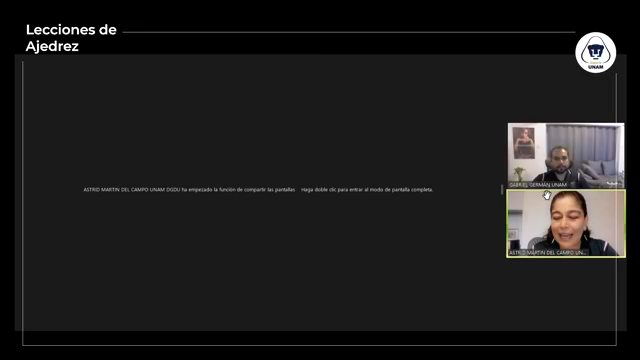 Lecciones de
Ajedrez
UNAM
ASTRID MARTIN DEL CAMPO UNAM DGDU ha empezado la función de compartir las pantallas    Haga doble clic para entrar al modo de pantalla completa.
GABRIEL GERMAN UNAM
ASTRID MARTIN DEL CAMPO UN...